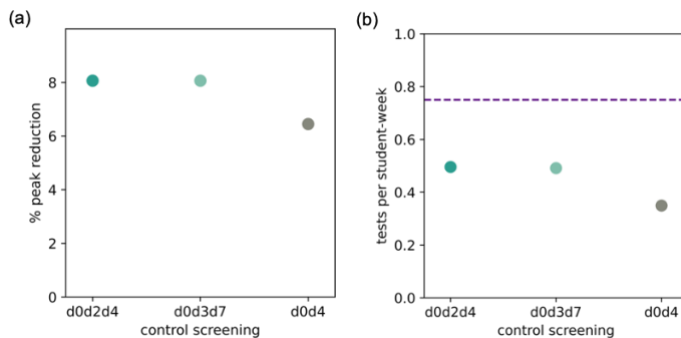 (a)
(b)
% peak reduction
8
6
4
2
0
d0d2d4 d0d3d7 d0d4
control screening
tests per student-week
1.0
0.8
0.6
0.4
0.2
0.0
d0d2d4 d0d3d7 d0d4
control screening